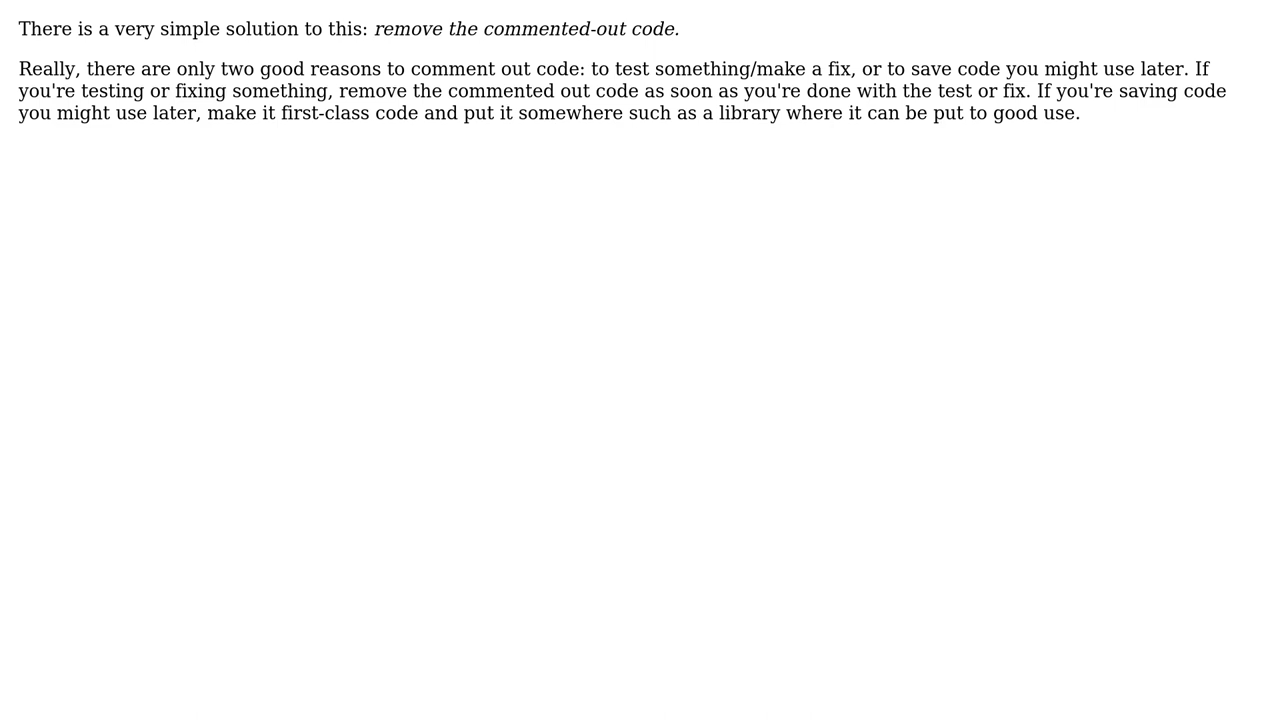 There is a very simple solution to this: remove the commented-out code.
Really, there are only two good reasons to comment out code: to test something/make a fix, or to save code you might use later. If
you're testing or fixing something, remove the commented out code as soon as you're done with the test or fix. If you're saving code
you might use later, make it first-class code and put it somewhere such as a library where it can be put to good use.